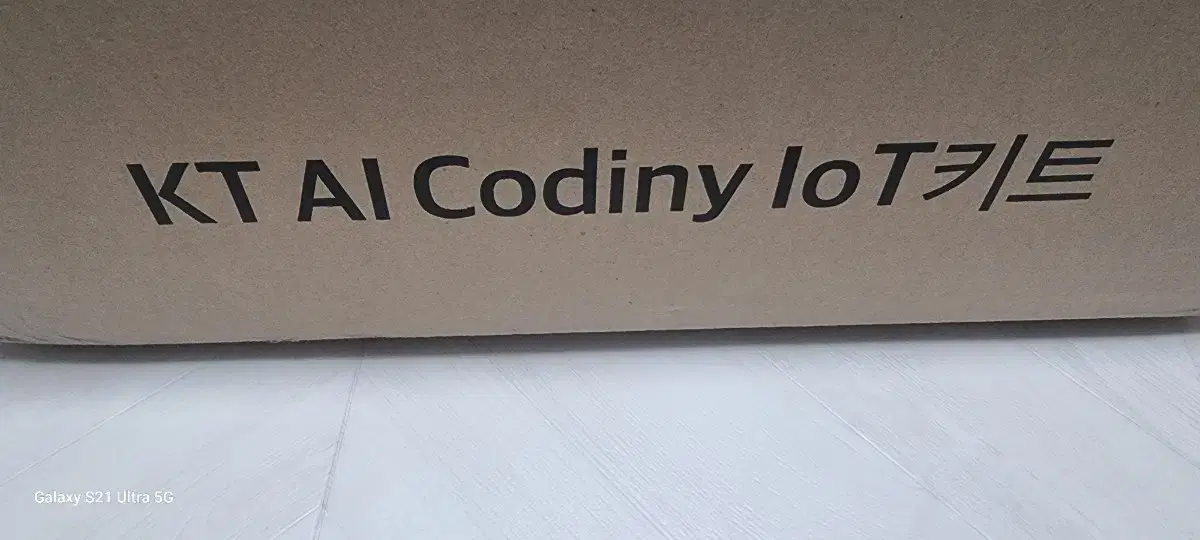 KT AI Codiny IoT키트
Galaxy S21 Ultra 5G